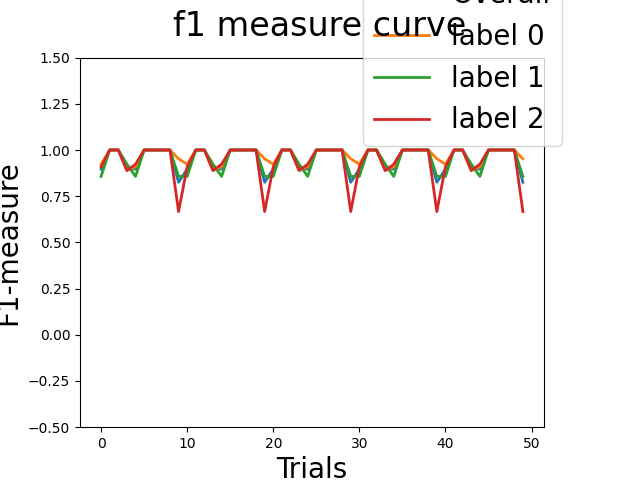 Overall
f1 measure curve
label 0
label 1
label 2
1.50
1.25
1.00
0.75
0.50
0.25
0.00
−0.25
−0.50
F1-measure
0 10 20 30 40 50
Trials